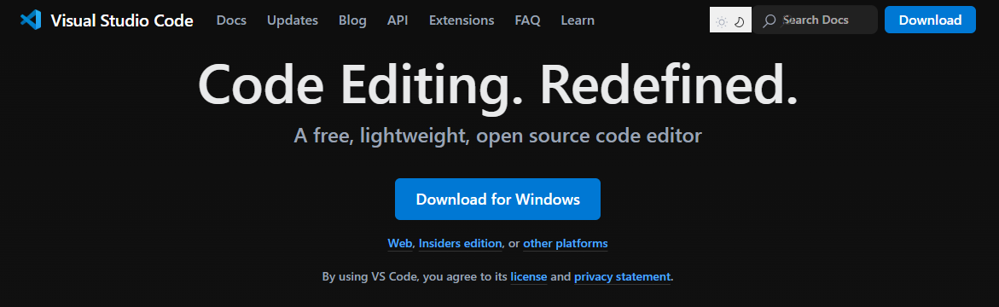 Visual Studio Code Docs Updates Blog API Extensions FAQ Learn Search Docs Download
Code Editing. Redefined.
A free, lightweight, open source code editor
Download for Windows
Web, Insiders edition, or other platforms
By using VS Code, you agree to its license and privacy statement.